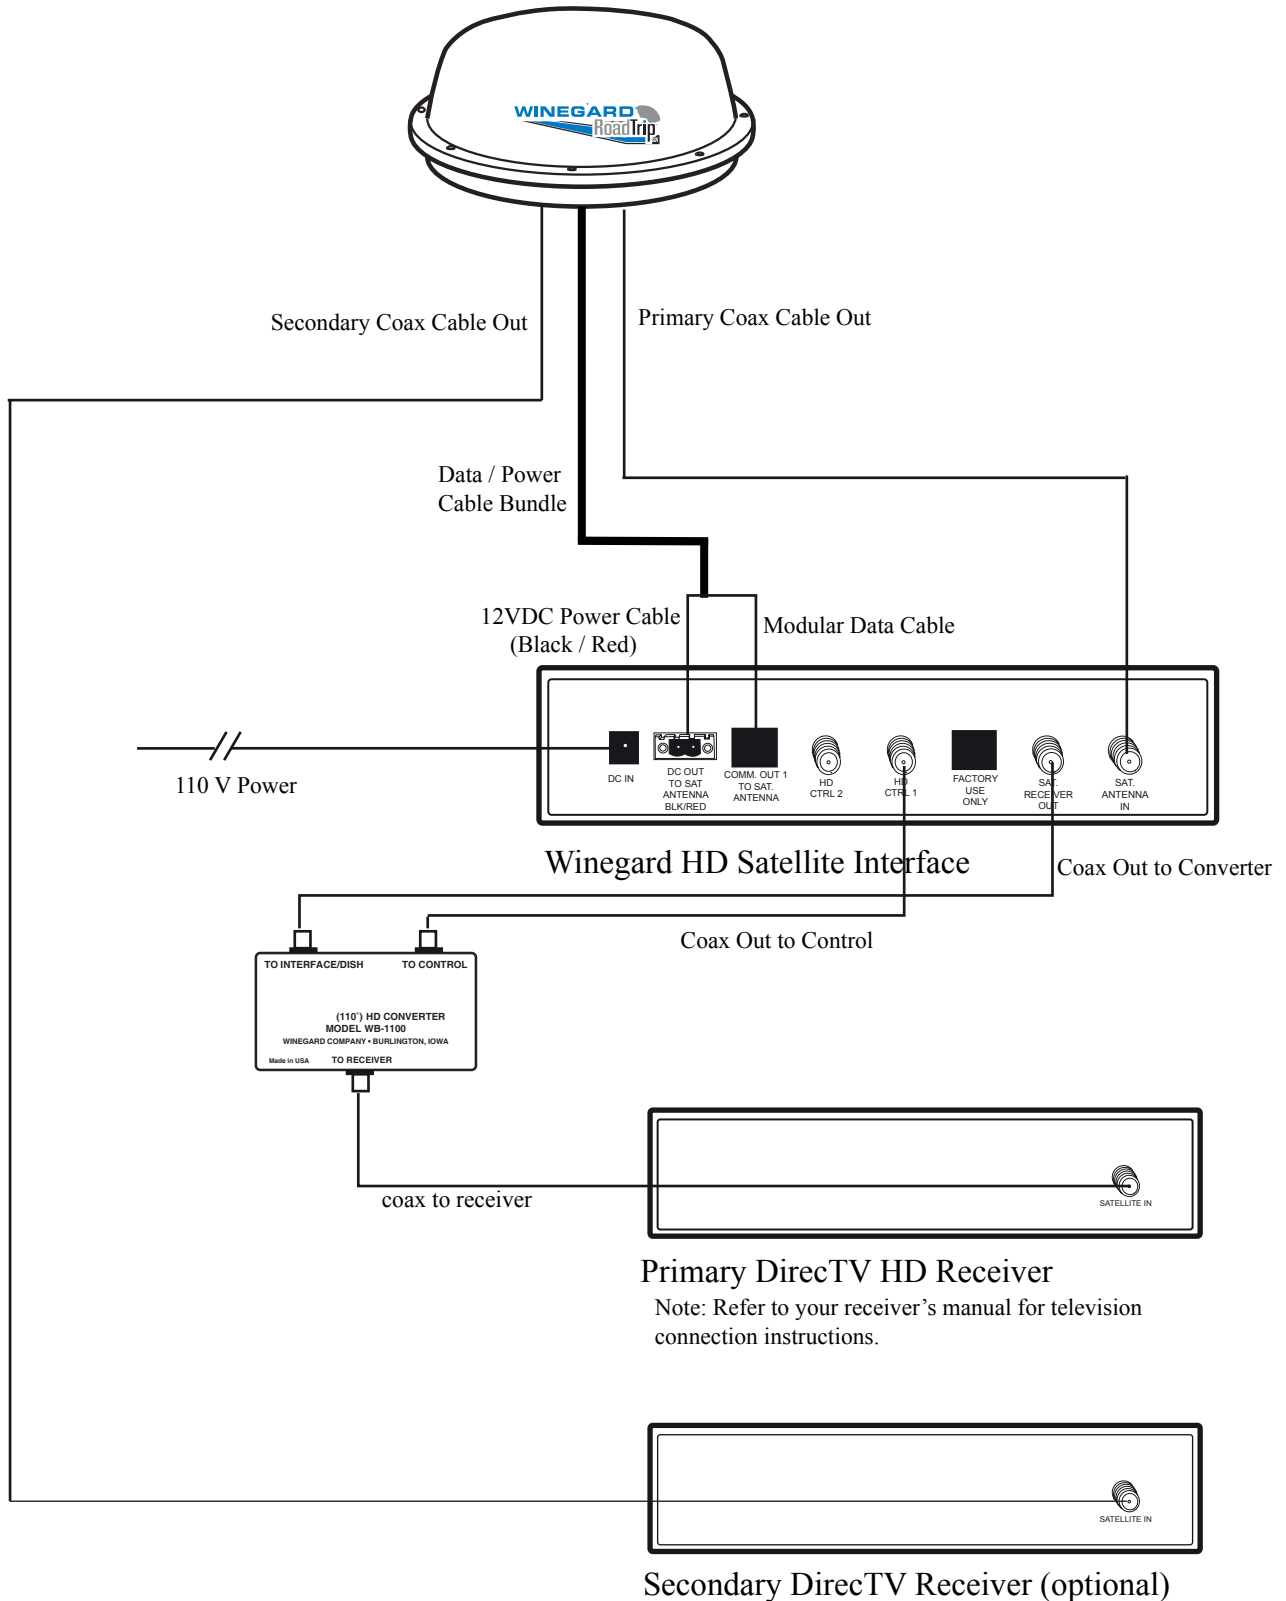 WINEGARD
RoadTrip
Secondary Coax Cable Out
Primary Coax Cable Out
Data / Power
Cable Bundle
12VDC Power Cable
(Black / Red)
Modular Data Cable
110 V Power
DC IN
DC OUT
TO SAT
ANTENNA
BLK/RED
COMM. OUT 1
TO SAT.
ANTENNA
HD
CTRL 2
HD
CTRL 1
FACTORY
USE
ONLY
SAT.
RECEIVER
OUT
SAT.
ANTENNA
IN
Winegard HD Satellite Interface
Coax Out to Converter
Coax Out to Control
TO INTERFACE/DISH
TO CONTROL
(110˚) HD CONVERTER
MODEL WB-1100
WINEGARD COMPANY • BURLINGTON, IOWA
Made in USA
TO RECEIVER
coax to receiver
SATELLITE IN
Primary DirecTV HD Receiver
Note: Refer to your receiver’s manual for television
connection instructions.
SATELLITE IN
Secondary DirecTV Receiver (optional)